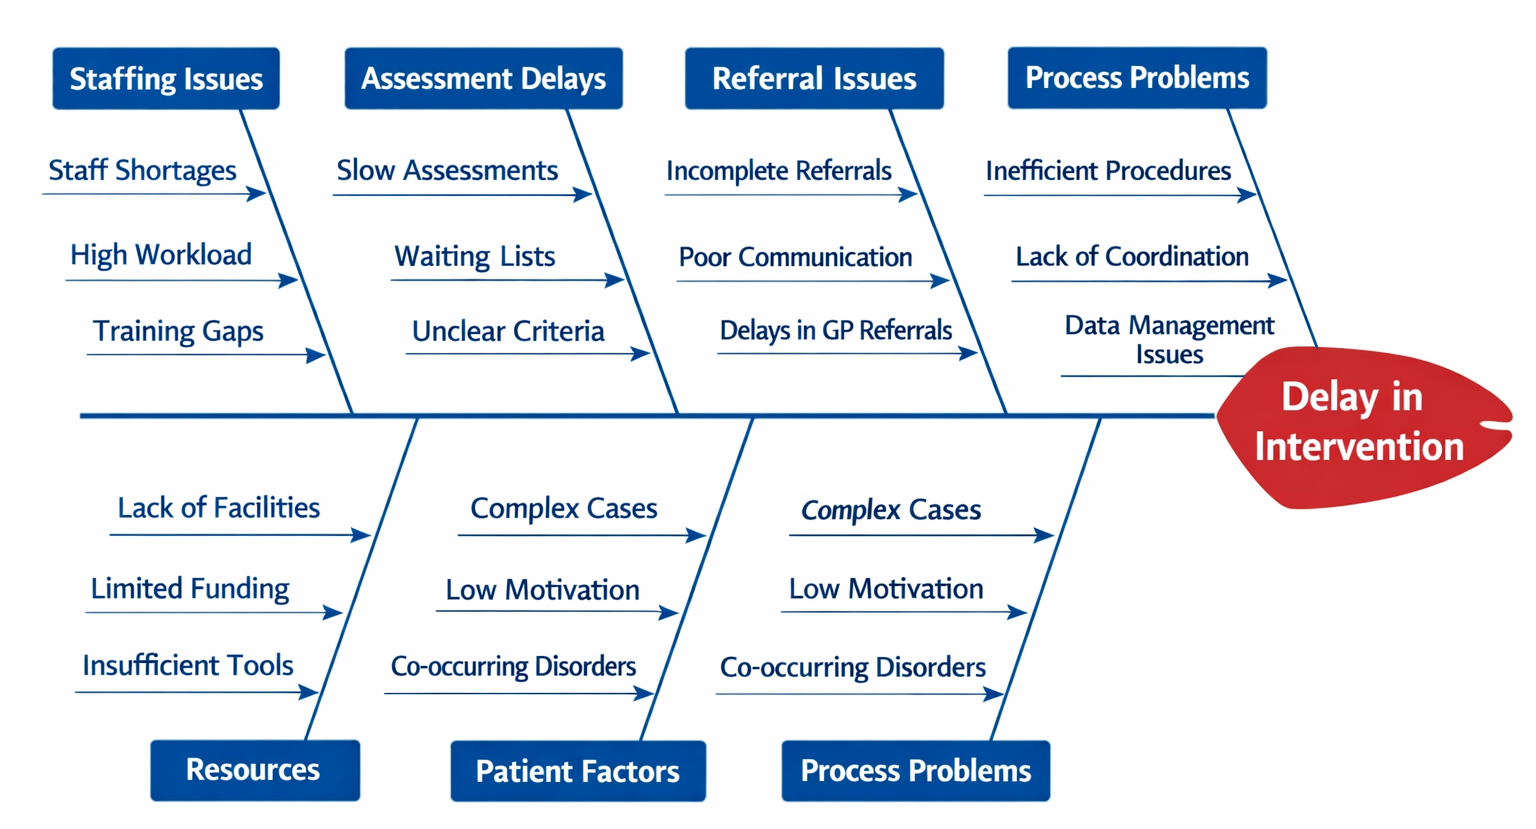 Staffing Issues
Assessment Delays
Referral Issues
Process Problems
Staff Shortages
Slow Assessments
Incomplete Referrals
Inefficient Procedures
High Workload
Waiting Lists
Poor Communication
Lack of Coordination
Training Gaps
Unclear Criteria
Delays in GP Referrals
Data Management
Issues
Delay in
Intervention
Lack of Facilities
Complex Cases
Complex Cases
Limited Funding
Low Motivation
Low Motivation
Insufficient Tools
Co-occurring Disorders
Co-occurring Disorders
Resources
Patient Factors
Process Problems